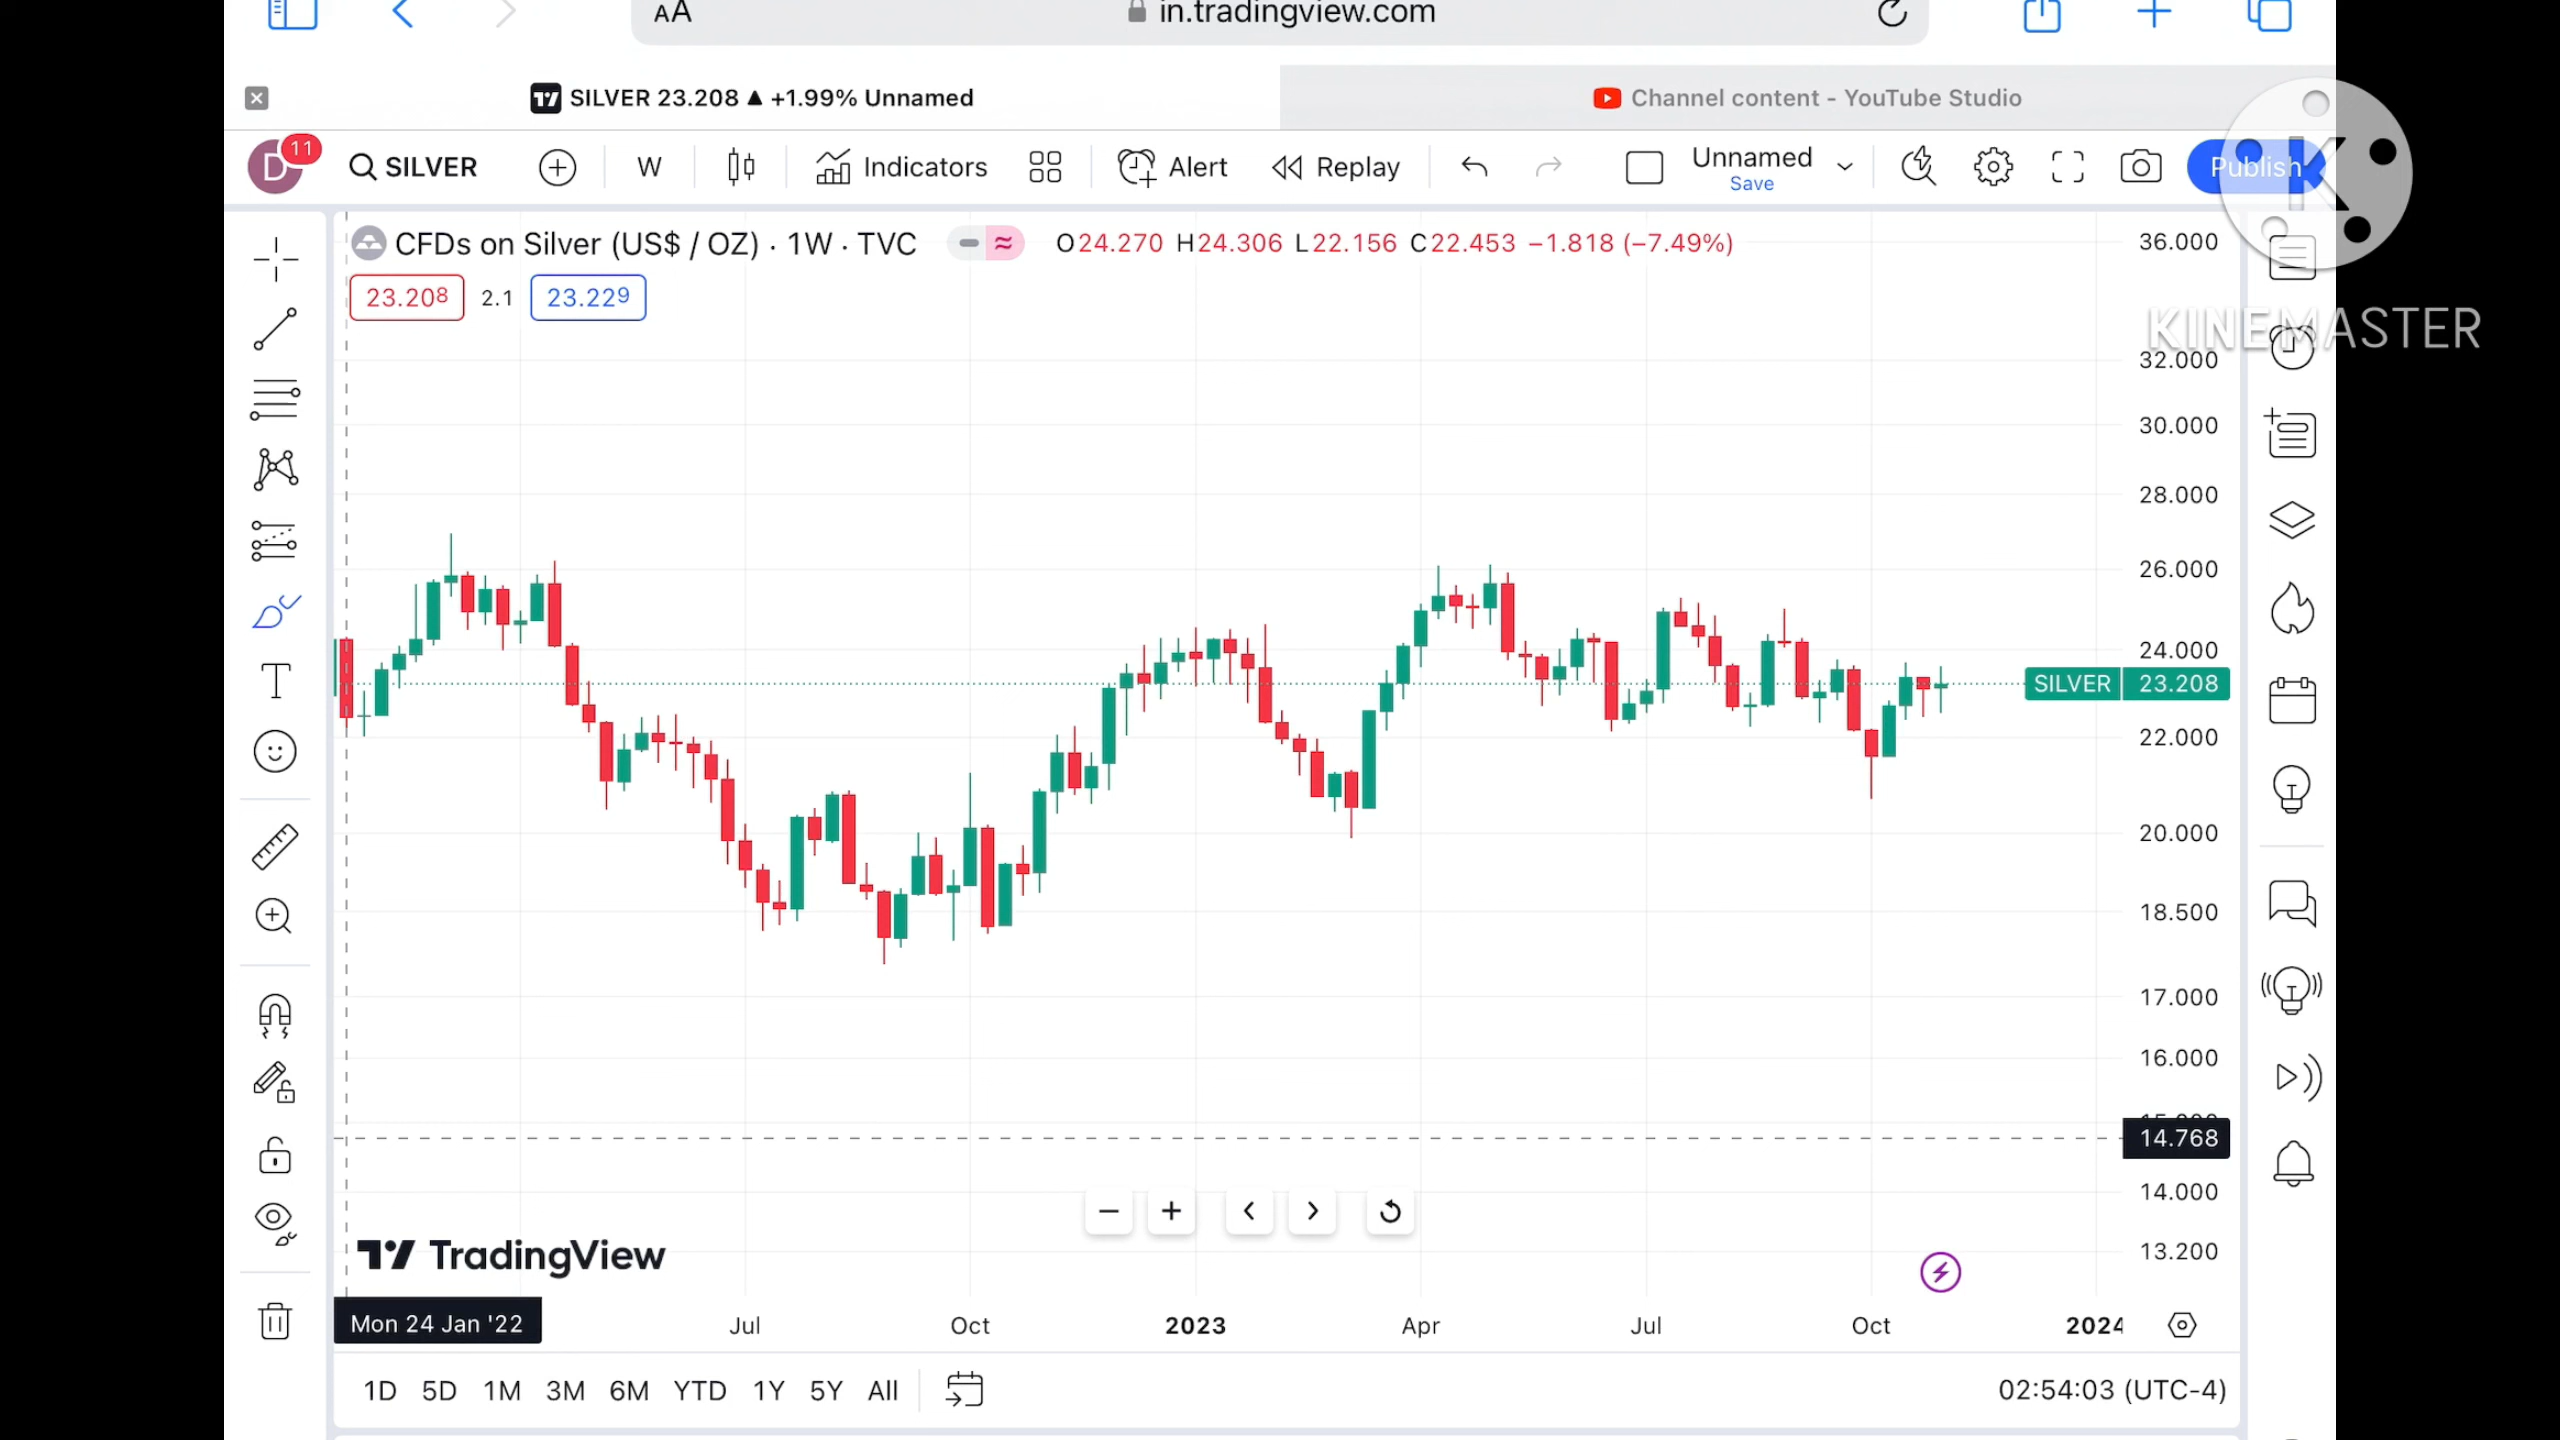 AA
in.tradingview.com
SILVER 23.208 ▲ +1.99% Unnamed
Channel content - YouTube Studio
D
11
SILVER
W
Indicators
Alert
Replay
Unnamed
Save
Publish
K
KINEMASTER
CFDs on Silver (US$ / OZ) · 1W · TVC
O24.270 H24.306 L22.156 C22.453 −1.818 (−7.49%)
23.208
2.1
23.229
36.000
32.000
30.000
28.000
26.000
24.000
SILVER
23.208
22.000
20.000
18.500
17.000
16.000
14.768
14.000
13.200
TradingView
Mon 24 Jan '22
Jul
Oct
2023
Apr
Jul
Oct
2024
1D 5D 1M 3M 6M YTD 1Y 5Y All
02:54:03 (UTC-4)